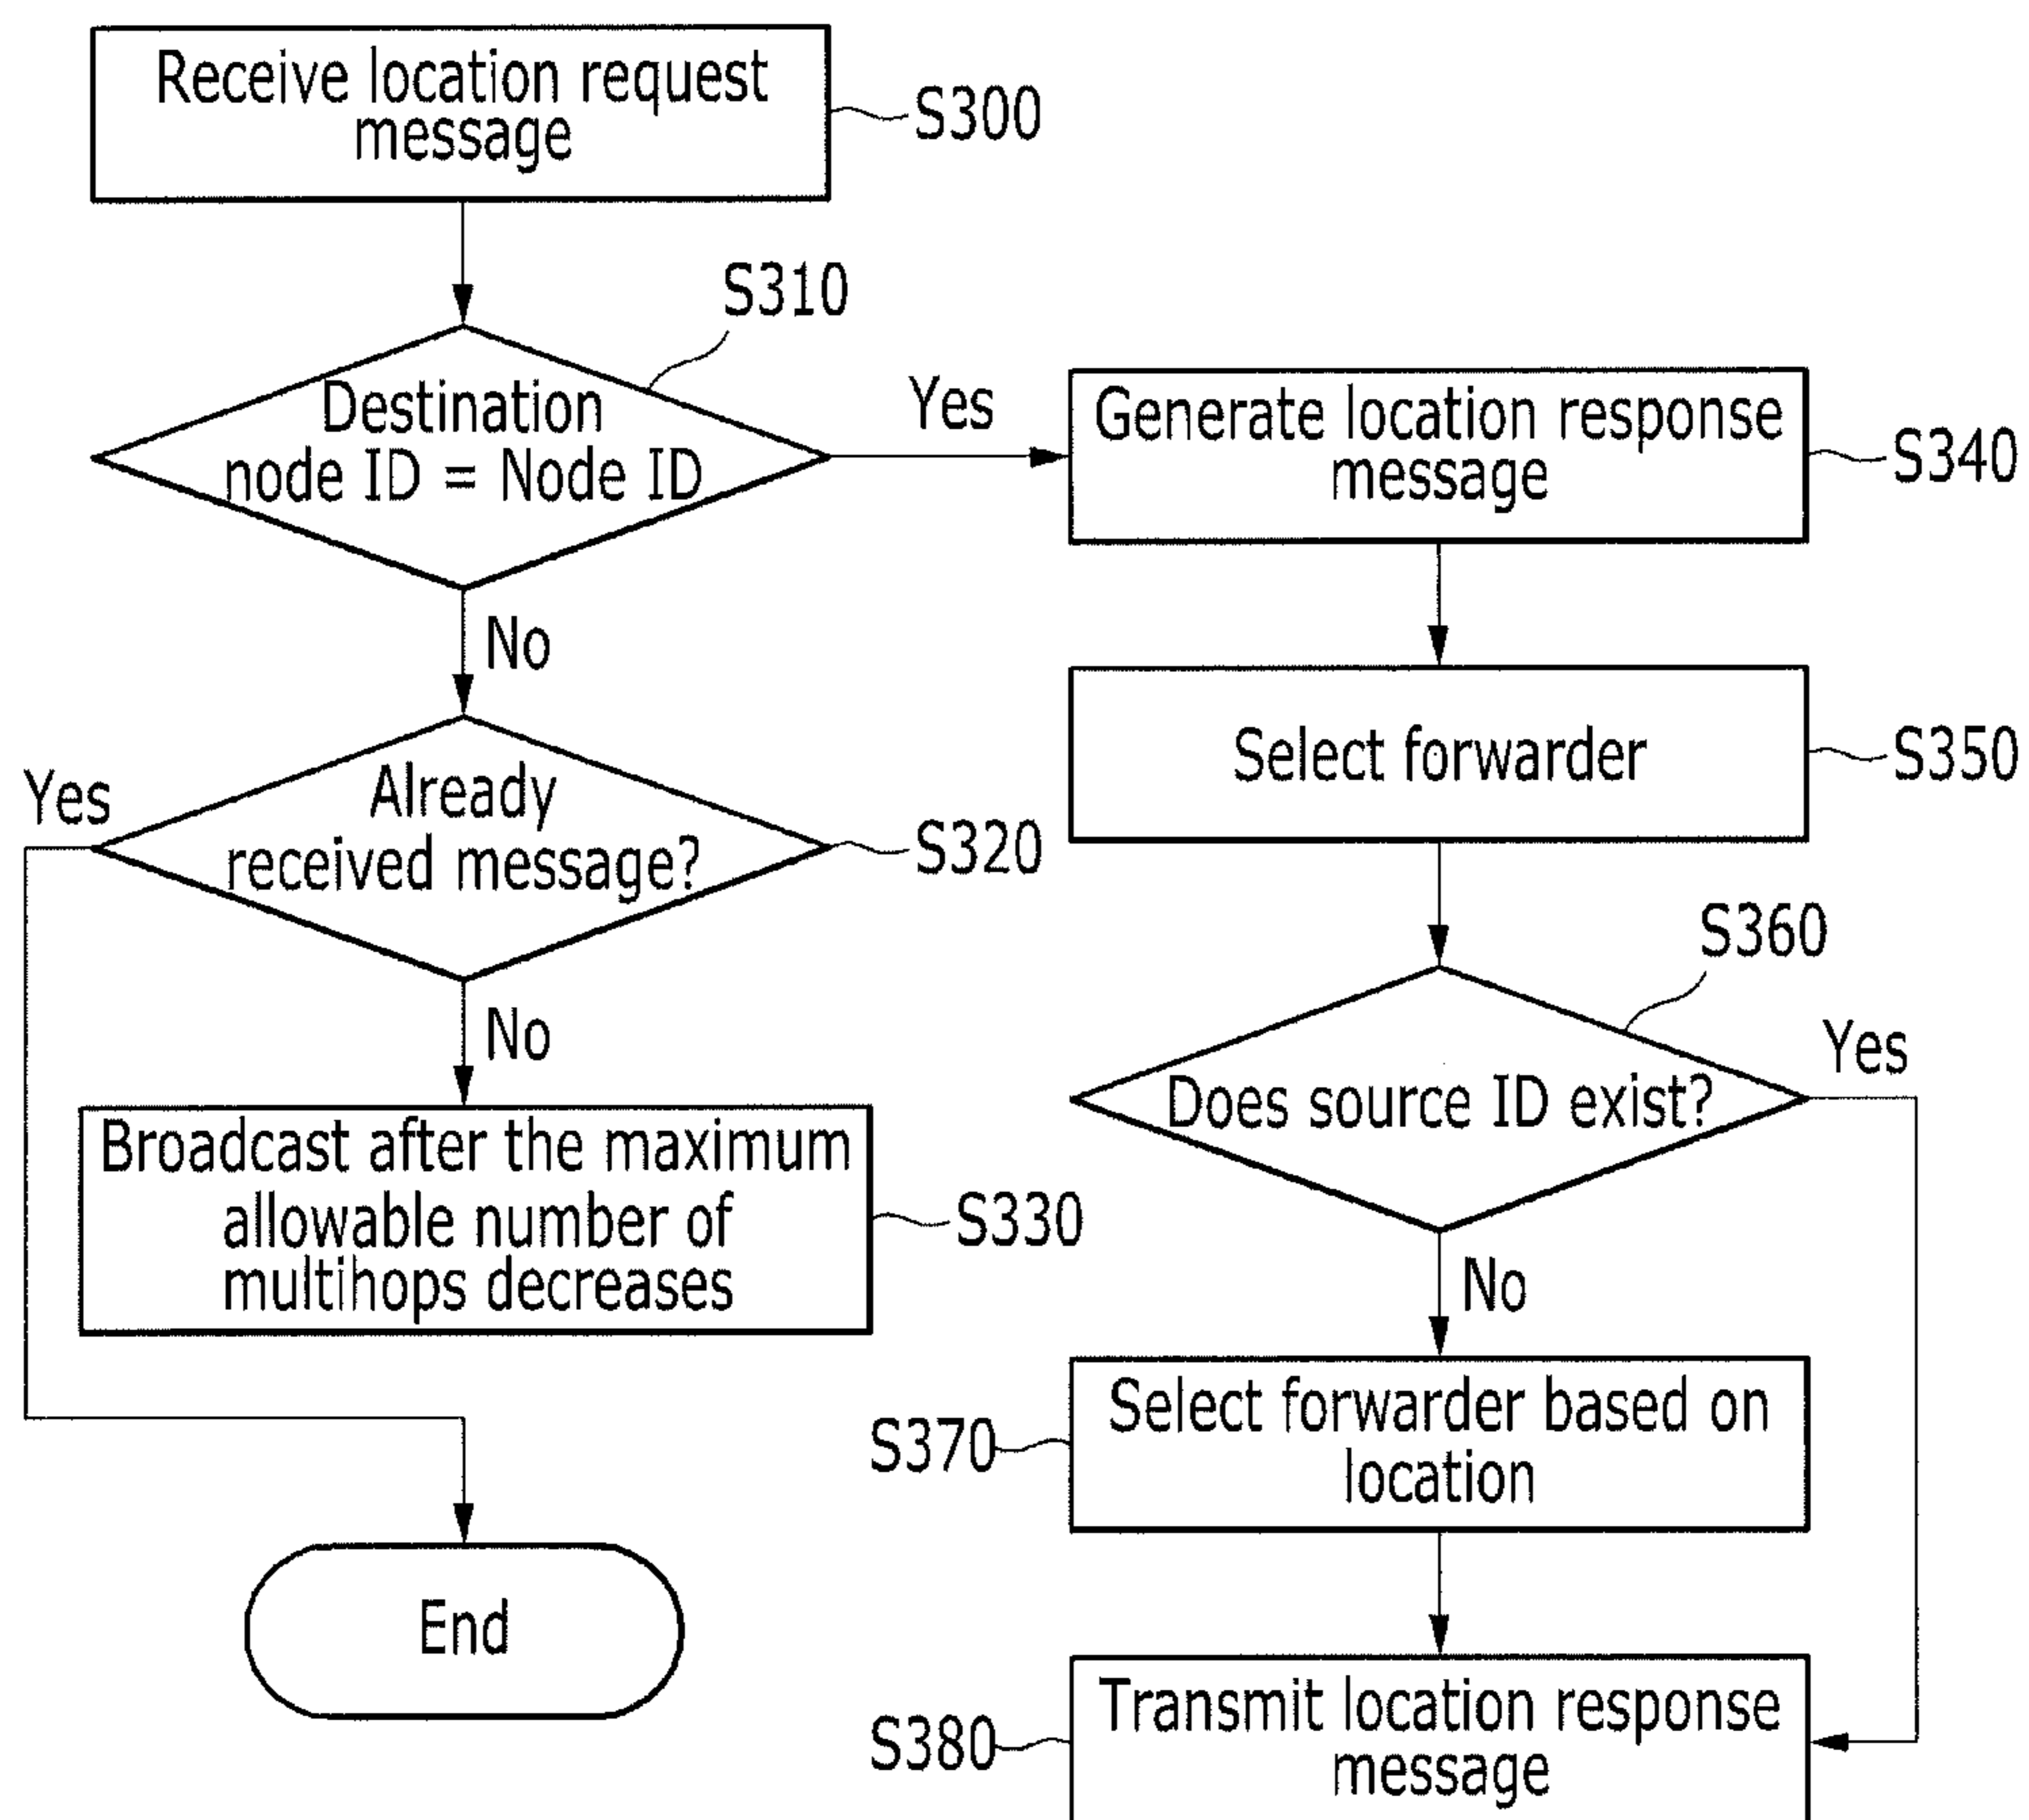 Receive location request
message
S300
S310
Destination
node ID = Node ID
Yes
No
Generate location response
message
S340
Select forwarder
S350
Already
received message?
Yes
S320
No
Broadcast after the maximum
allowable number of
multihops decreases
S330
End
S360
Does source ID exist?
Yes
No
Select forwarder based on
location
S370
Transmit location response
message
S380